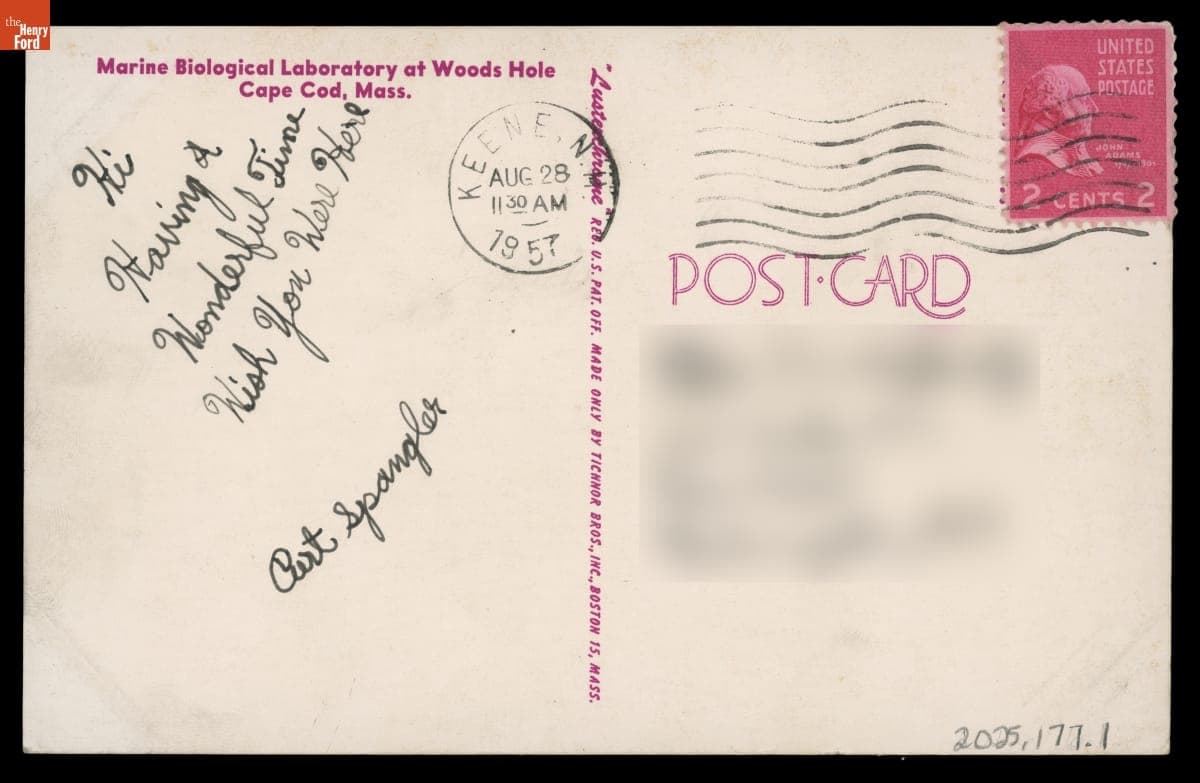 the
Henry
Ford
Marine Biological Laboratory at Woods Hole
Cape Cod, Mass.
Hi
Having a
Wonderful Time
Wish You Were Here
Curt Spangler
"Lusterchrome" REG. U.S. PAT. OFF. MADE ONLY BY TICHNOR BROS., INC., BOSTON 15, MASS.
KEENE, N.H.
AUG 28
11 30 AM
1957
UNITED
STATES
POSTAGE
JOHN
ADAMS
2 CENTS 2
POST·CARD
2025.177.1